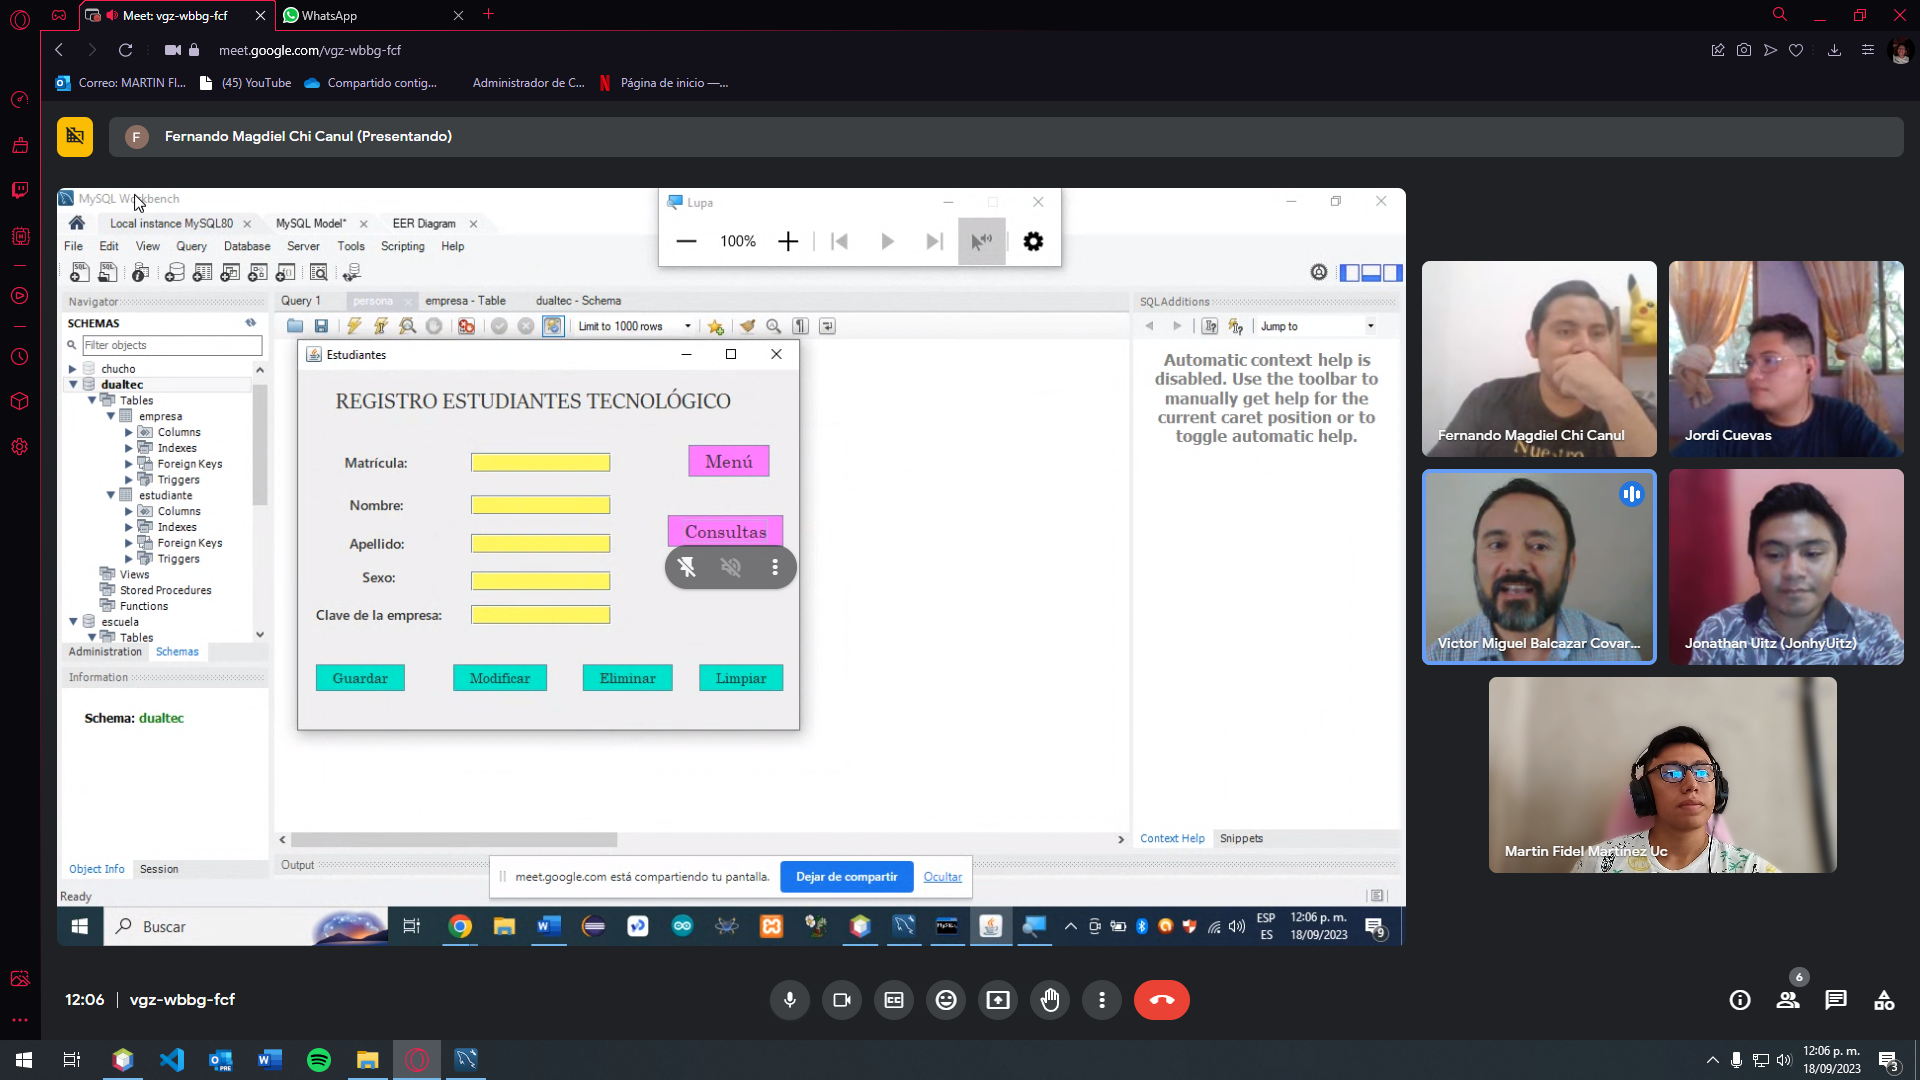 Meet: vgz-wbbg-fcf
WhatsApp
meet.google.com/vgz-wbbg-fcf
Correo: MARTIN FI...
(45) YouTube
Compartido contig...
Administrador de C...
Página de inicio —...
F
Fernando Magdiel Chi Canul (Presentando)
MySQL Workbench
Lupa
Local instance MySQL80
MySQL Model*
EER Diagram
100%
File Edit View Query Database Server Tools Scripting Help
Navigator
SCHEMAS
Filter objects
chucho
dualtec
Tables
empresa
Columns
Indexes
Foreign Keys
Triggers
estudiante
Columns
Indexes
Foreign Keys
Triggers
Views
Stored Procedures
Functions
escuela
Tables
Administration Schemas
Information
Schema: dualtec
Object Info Session
Ready
Query 1
persona
empresa - Table
dualtec - Schema
Limit to 1000 rows
Estudiantes
REGISTRO ESTUDIANTES TECNOLÓGICO
Matrícula:
Menú
Nombre:
Consultas
Apellido:
Sexo:
Clave de la empresa:
Guardar
Modificar
Eliminar
Limpiar
Output
SQLAdditions
Jump to
Automatic context help is
disabled. Use the toolbar to
manually get help for the
current caret position or to
toggle automatic help.
Context Help Snippets
meet.google.com está compartiendo tu pantalla.
Dejar de compartir
Ocultar
Buscar
ESP
ES
12:06 p. m.
18/09/2023
9
Fernando Magdiel Chi Canul
Nuestro
Jordi Cuevas
Victor Miguel Balcazar Covar...
Jonathan Uitz (JonhyUitz)
Martin Fidel Martinez Uc
12:06
vgz-wbbg-fcf
6
12:06 p. m.
18/09/2023
3